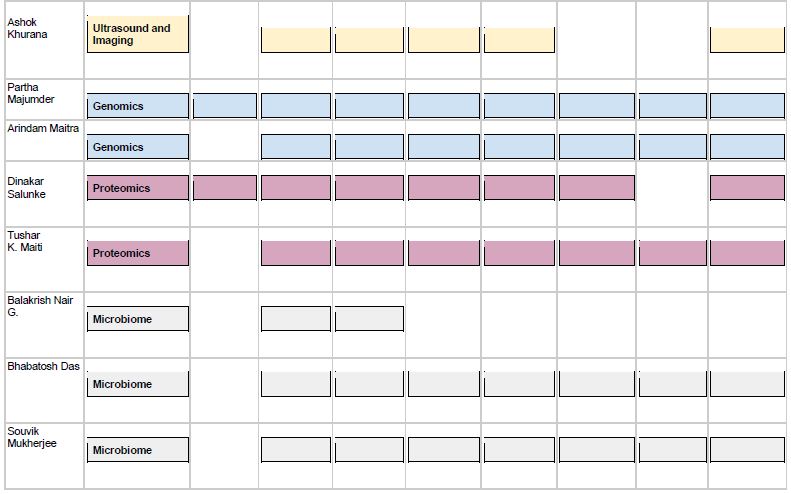 Ashok
Khurana
Ultrasound and
Imaging
Partha
Majumder
Genomics
Arindam Maitra
Genomics
Dinakar
Salunke
Proteomics
Tushar
K. Maiti
Proteomics
Balakrish Nair
G.
Microbiome
Bhabatosh Das
Microbiome
Souvik
Mukherjee
Microbiome